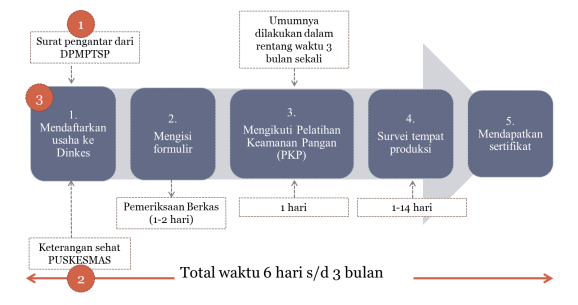 1
Surat pengantar dari
DPMPTSP
Umumnya
dilakukan dalam
rentang waktu 3
bulan sekali
3
1.
Mendaftarkan
usaha ke
Dinkes
2.
Mengisi
formulir
3.
Mengikuti Pelatihan
Keamanan Pangan
(PKP)
4.
Survei tempat
produksi
5.
Mendapatkan
sertifikat
Pemeriksaan Berkas
(1-2 hari)
1 hari
1-14 hari
Keterangan sehat
PUSKESMAS
2
Total waktu 6 hari s/d 3 bulan